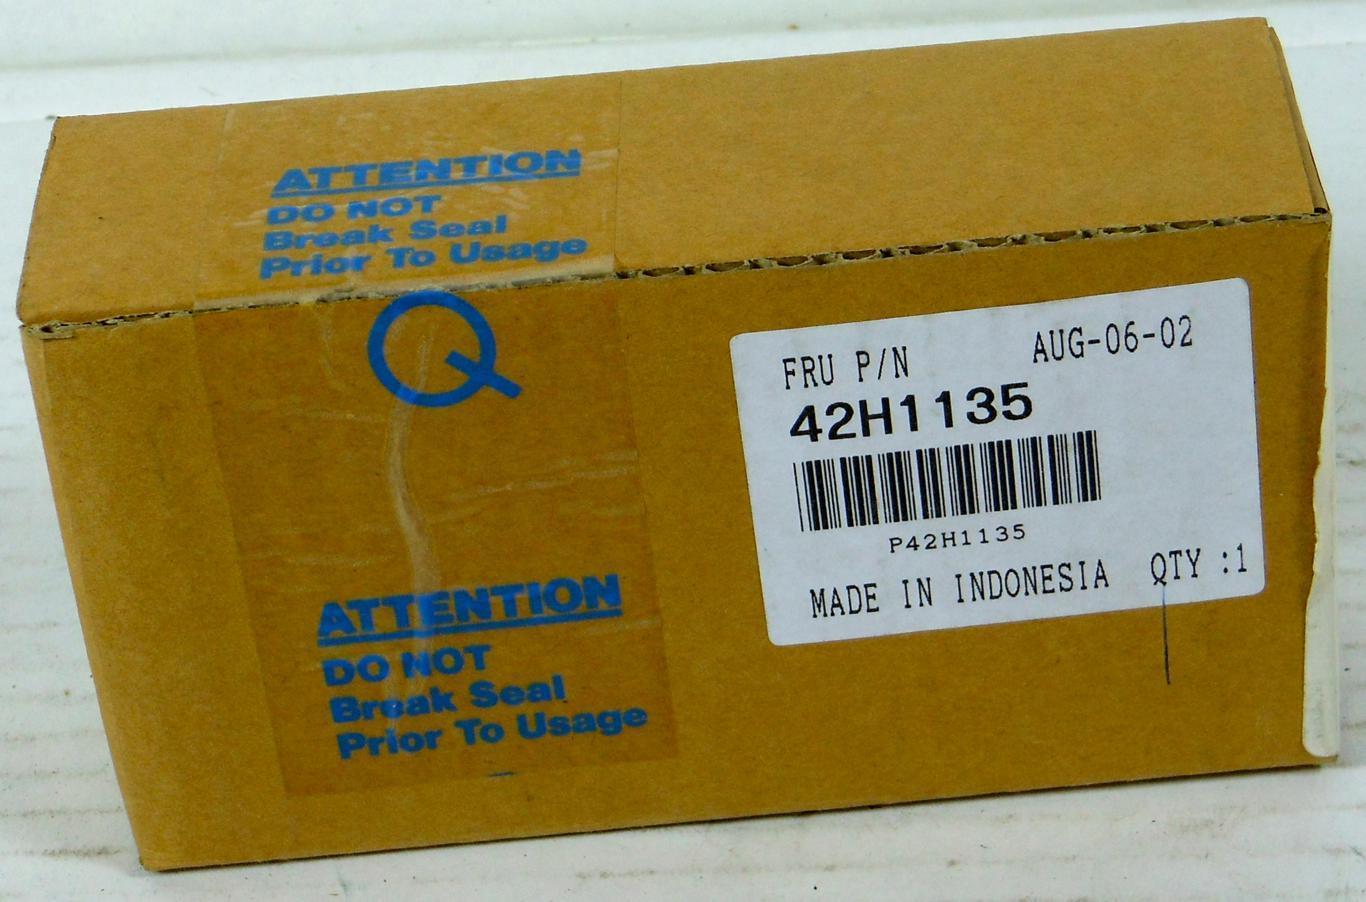 ATTENTION
DO NOT
Break Seal
Prior To Usage
Q
ATTENTION
DO NOT
Break Seal
Prior To Usage
FRU P/N AUG-06-02
42H1135
P42H1135
MADE IN INDONESIA QTY :1